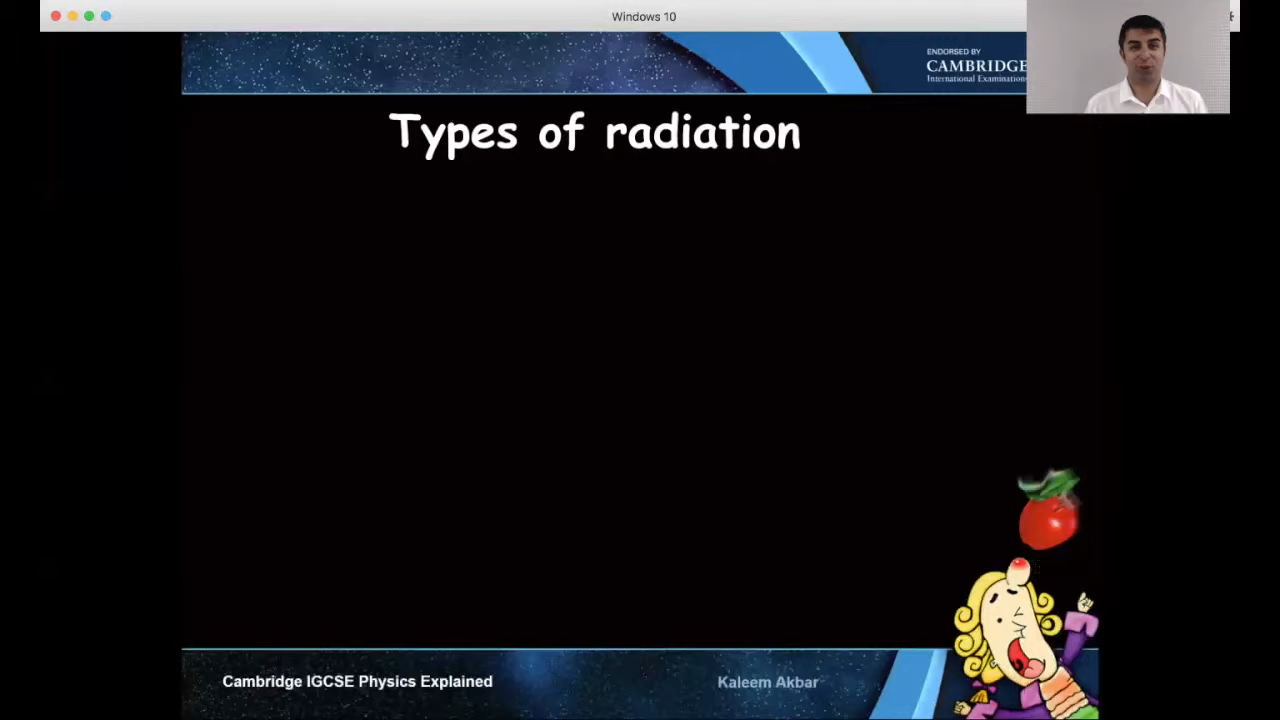 Windows 10
ENDORSED BY
CAMBRIDGE
International Examinations
Types of radiation
Cambridge IGCSE Physics Explained
Kaleem Akbar